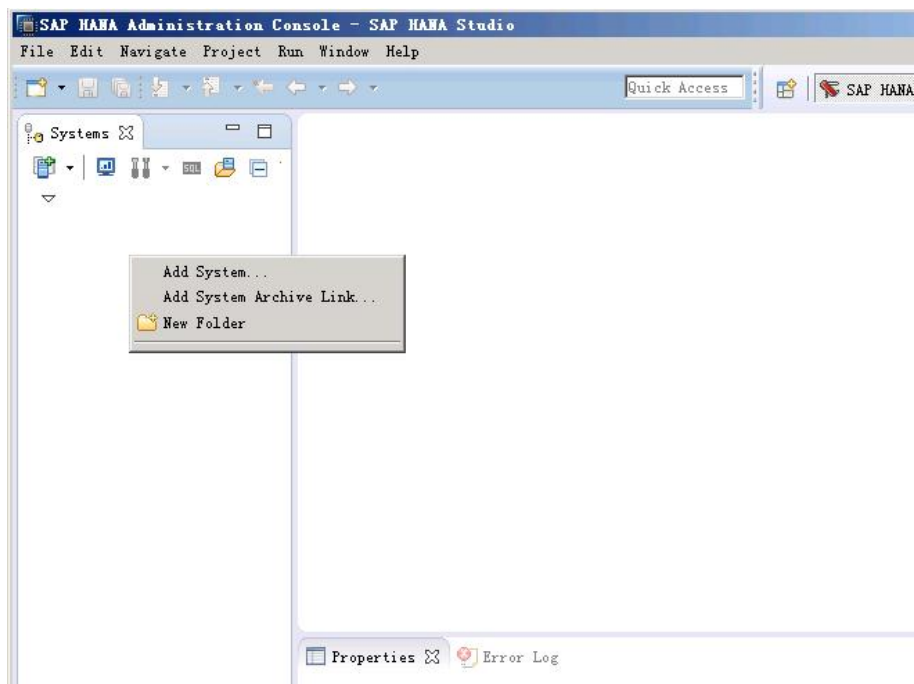 SAP HANA Administration Console - SAP HANA Studio
File Edit Navigate Project Run Window Help
Quick Access
SAP HANA
Systems
SQL
Add System...
Add System Archive Link...
New Folder
Properties
Error Log